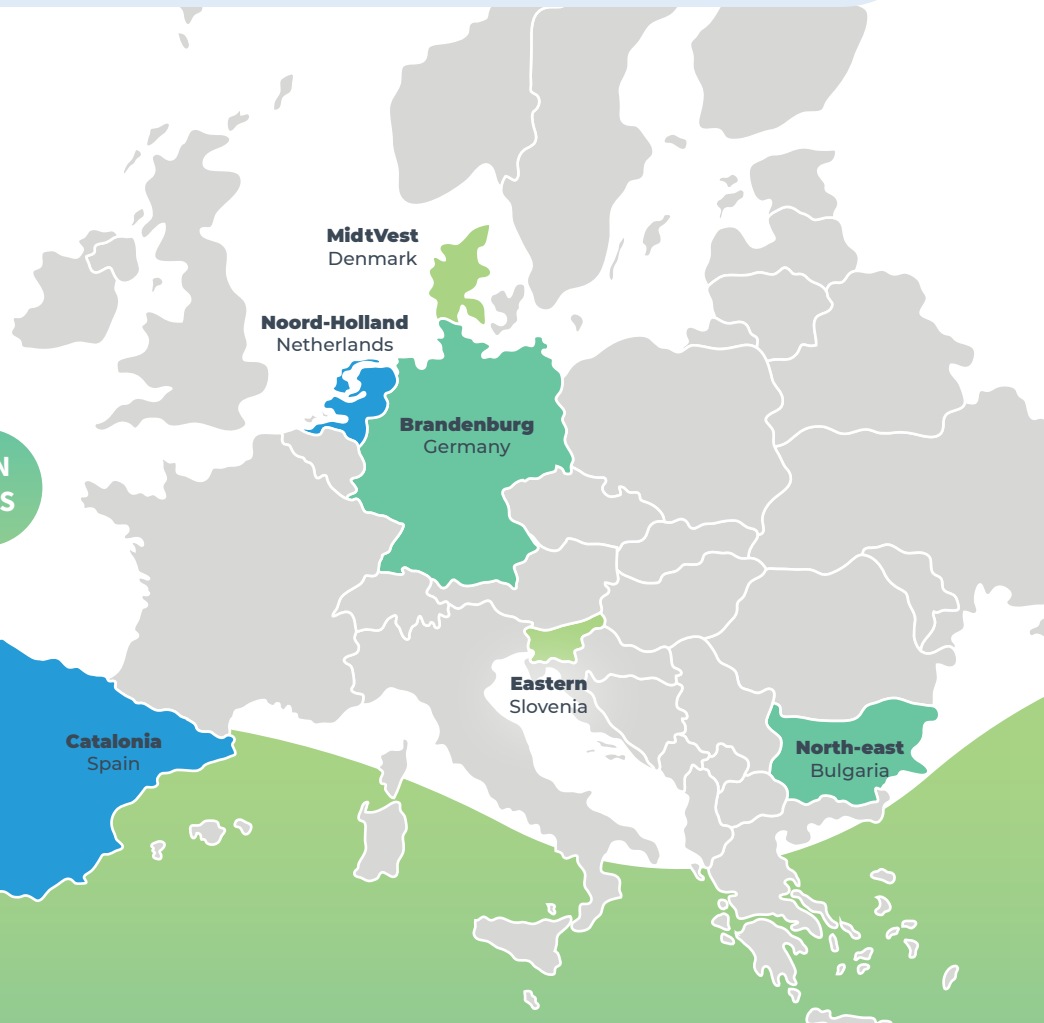 MidtVest
Denmark
Noord-Holland
Netherlands
Brandenburg
Germany
N
S
Eastern
Slovenia
Catalonia
Spain
North-east
Bulgaria